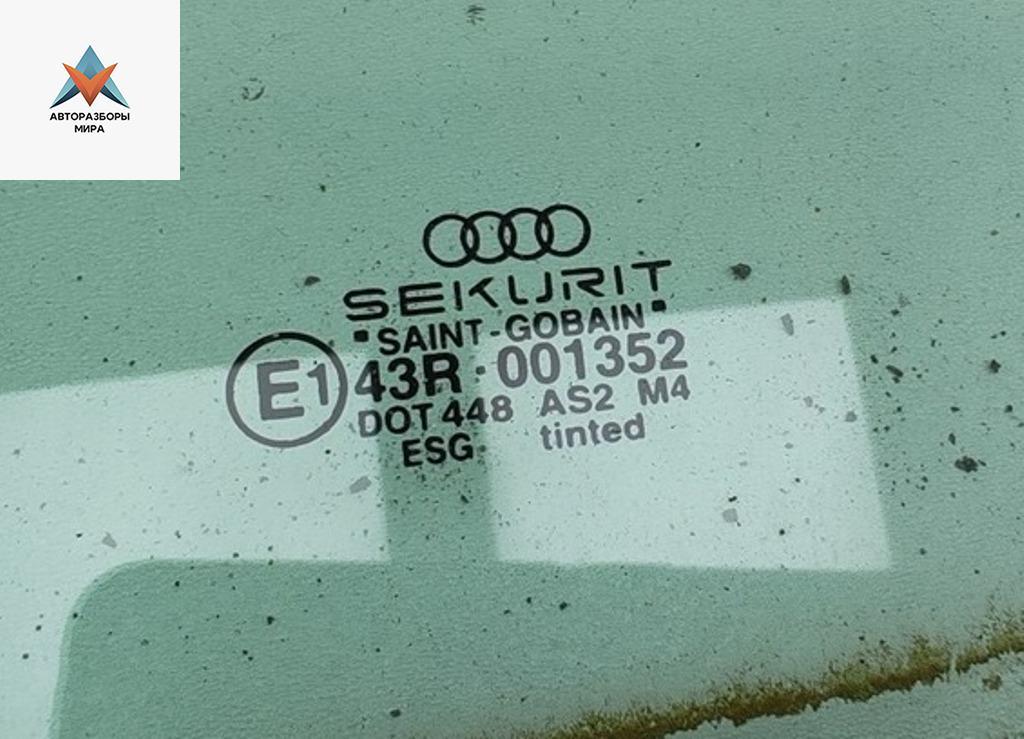 АВТОРАЗБОРЫ
МИРА
SEKURIT
SAINT-GOBAIN
E1 43R·001352
DOT 448 AS2 M4
ESG tinted